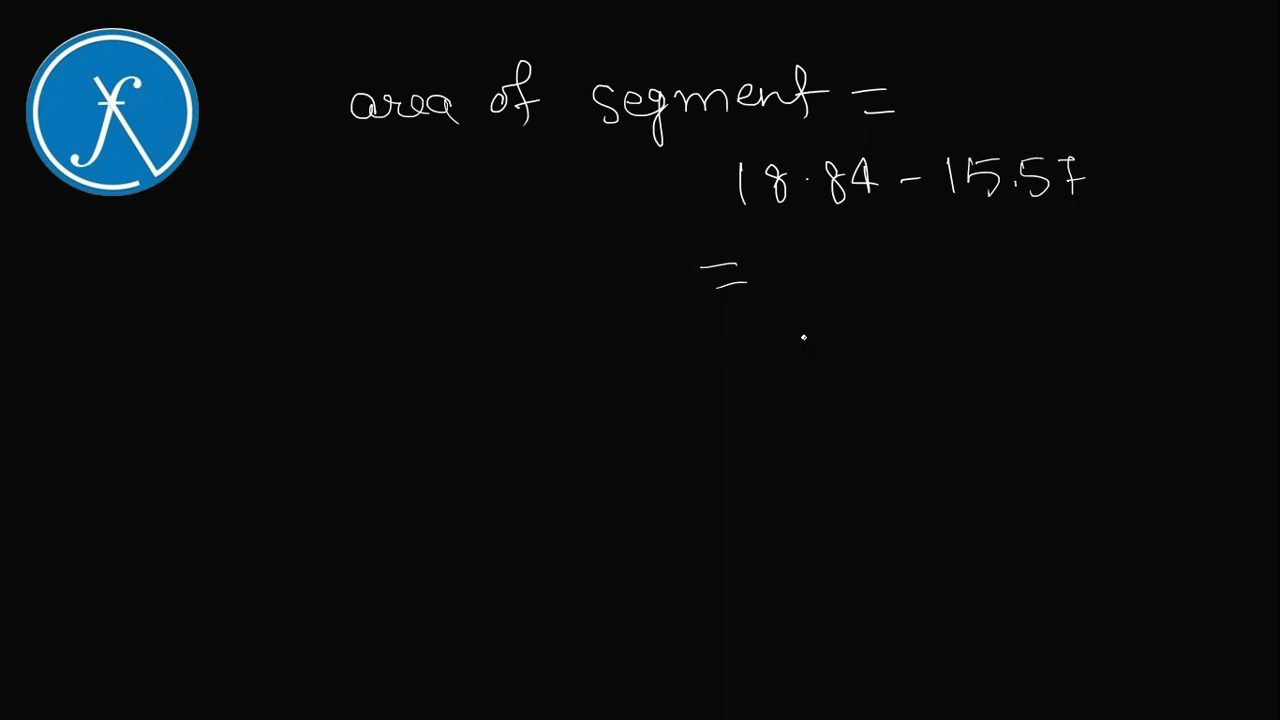 area of segment =
18.84 - 15.57
=